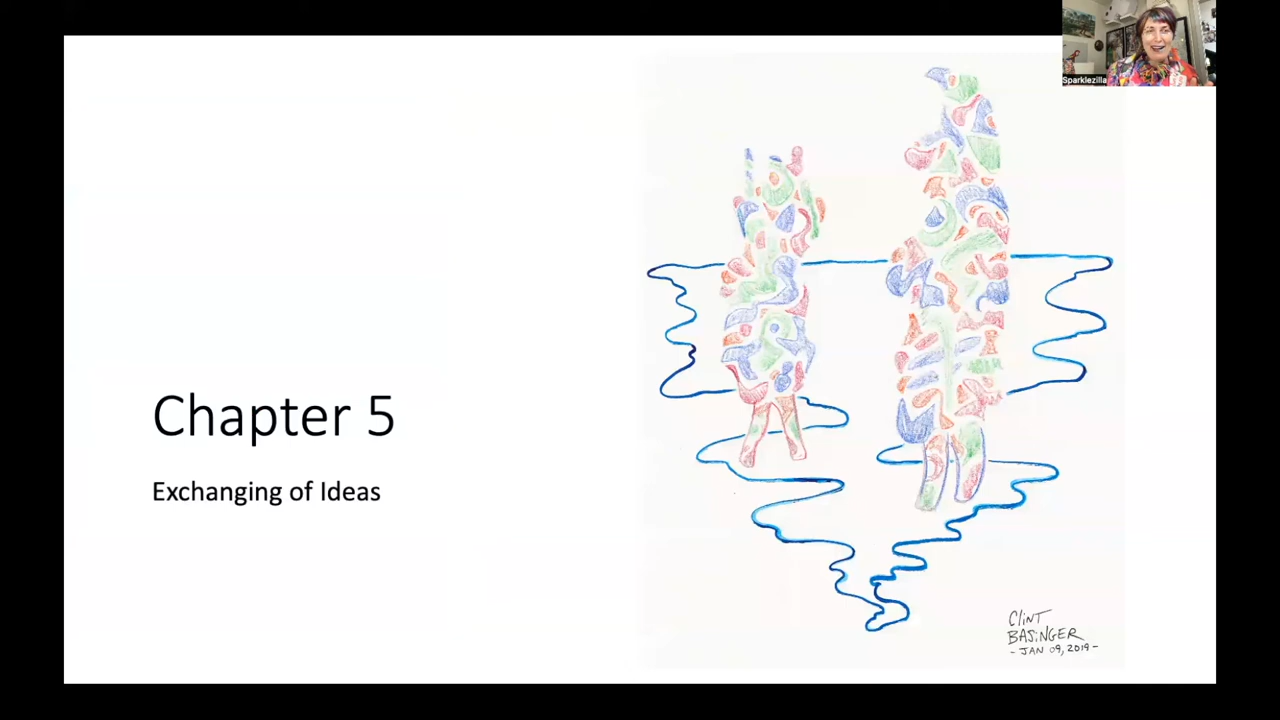 Sparklezilla
Chapter 5
Exchanging of Ideas
CLiNT
BASiNGER
- JAN 09, 2019 -